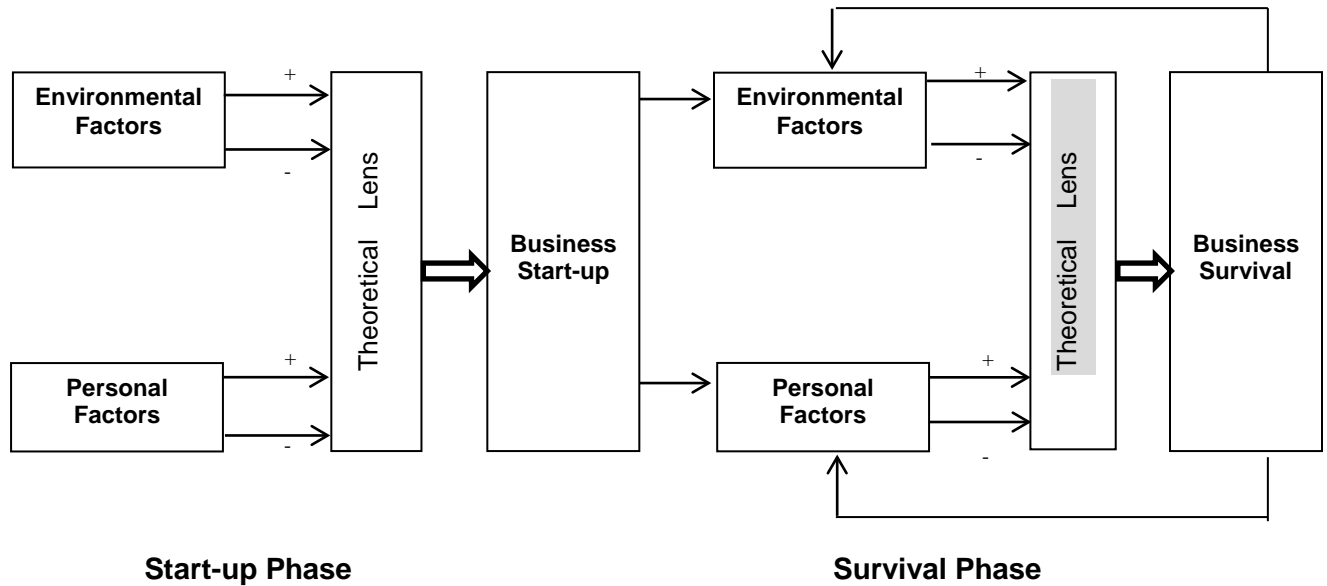 +
Environmental
Factors
-
Theoretical Lens
+
Personal
Factors
-
Business
Start-up
Environmental
Factors
+
-
Theoretical Lens
Personal
Factors
+
-
Business
Survival
Start-up Phase
Survival Phase